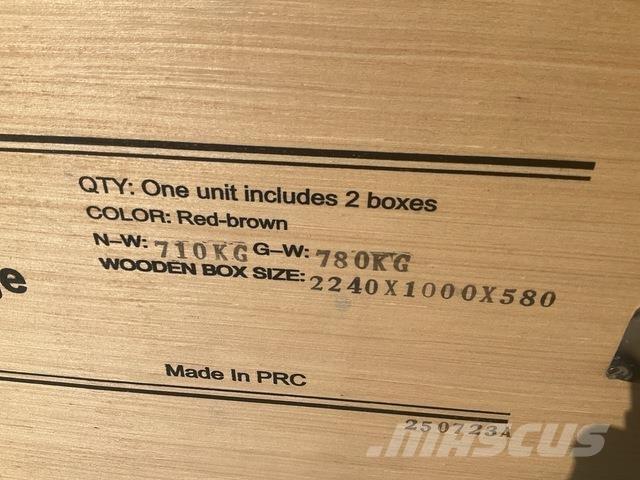 QTY: One unit includes 2 boxes
COLOR: Red-brown
N-W: 710KG G-W: 780KG
WOODEN BOX SIZE: 2240X1000X580
Made In PRC
250723A
MASCUS